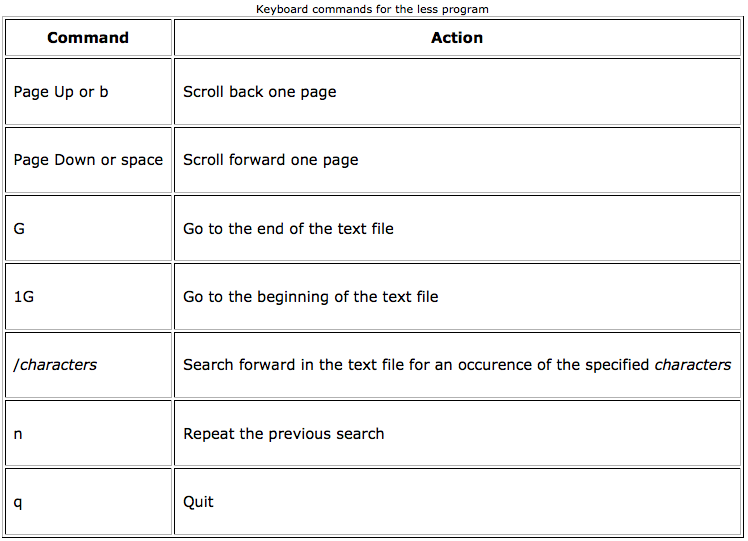 Keyboard commands for the less program
Command Action
Page Up or b Scroll back one page
Page Down or space Scroll forward one page
G Go to the end of the text file
1G Go to the beginning of the text file
/characters Search forward in the text file for an occurence of the specified characters
n Repeat the previous search
q Quit